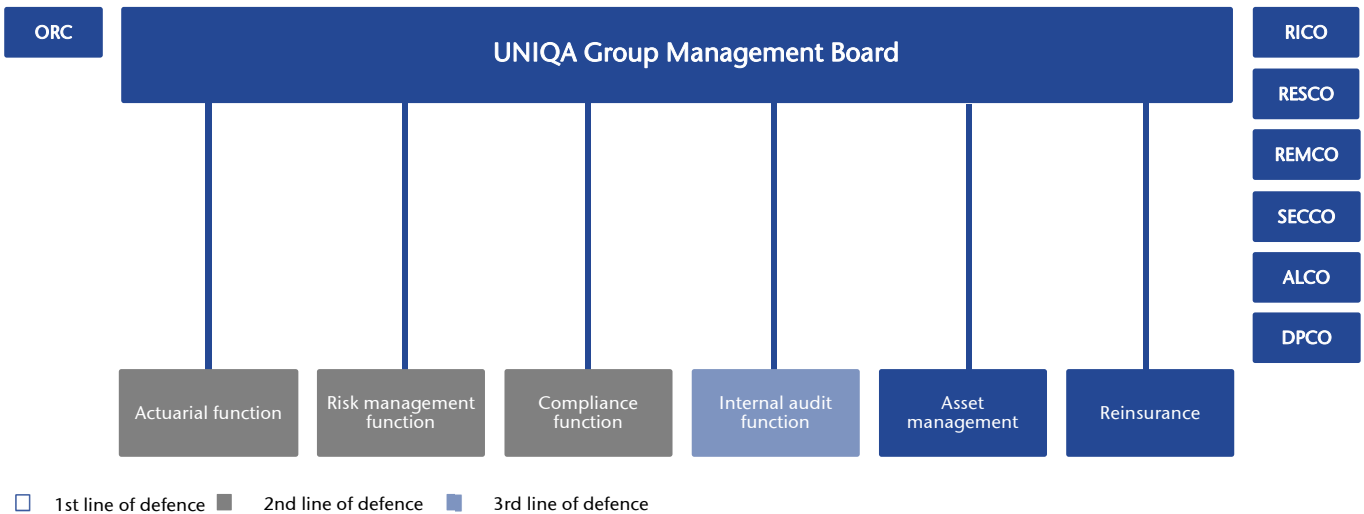 ORC
UNIQA Group Management Board
RICO
RESCO
REMCO
SECCO
ALCO
DPCO
Actuarial function
Risk management
function
Compliance
function
Internal audit
function
Asset
management
Reinsurance
1st line of defence
2nd line of defence
3rd line of defence